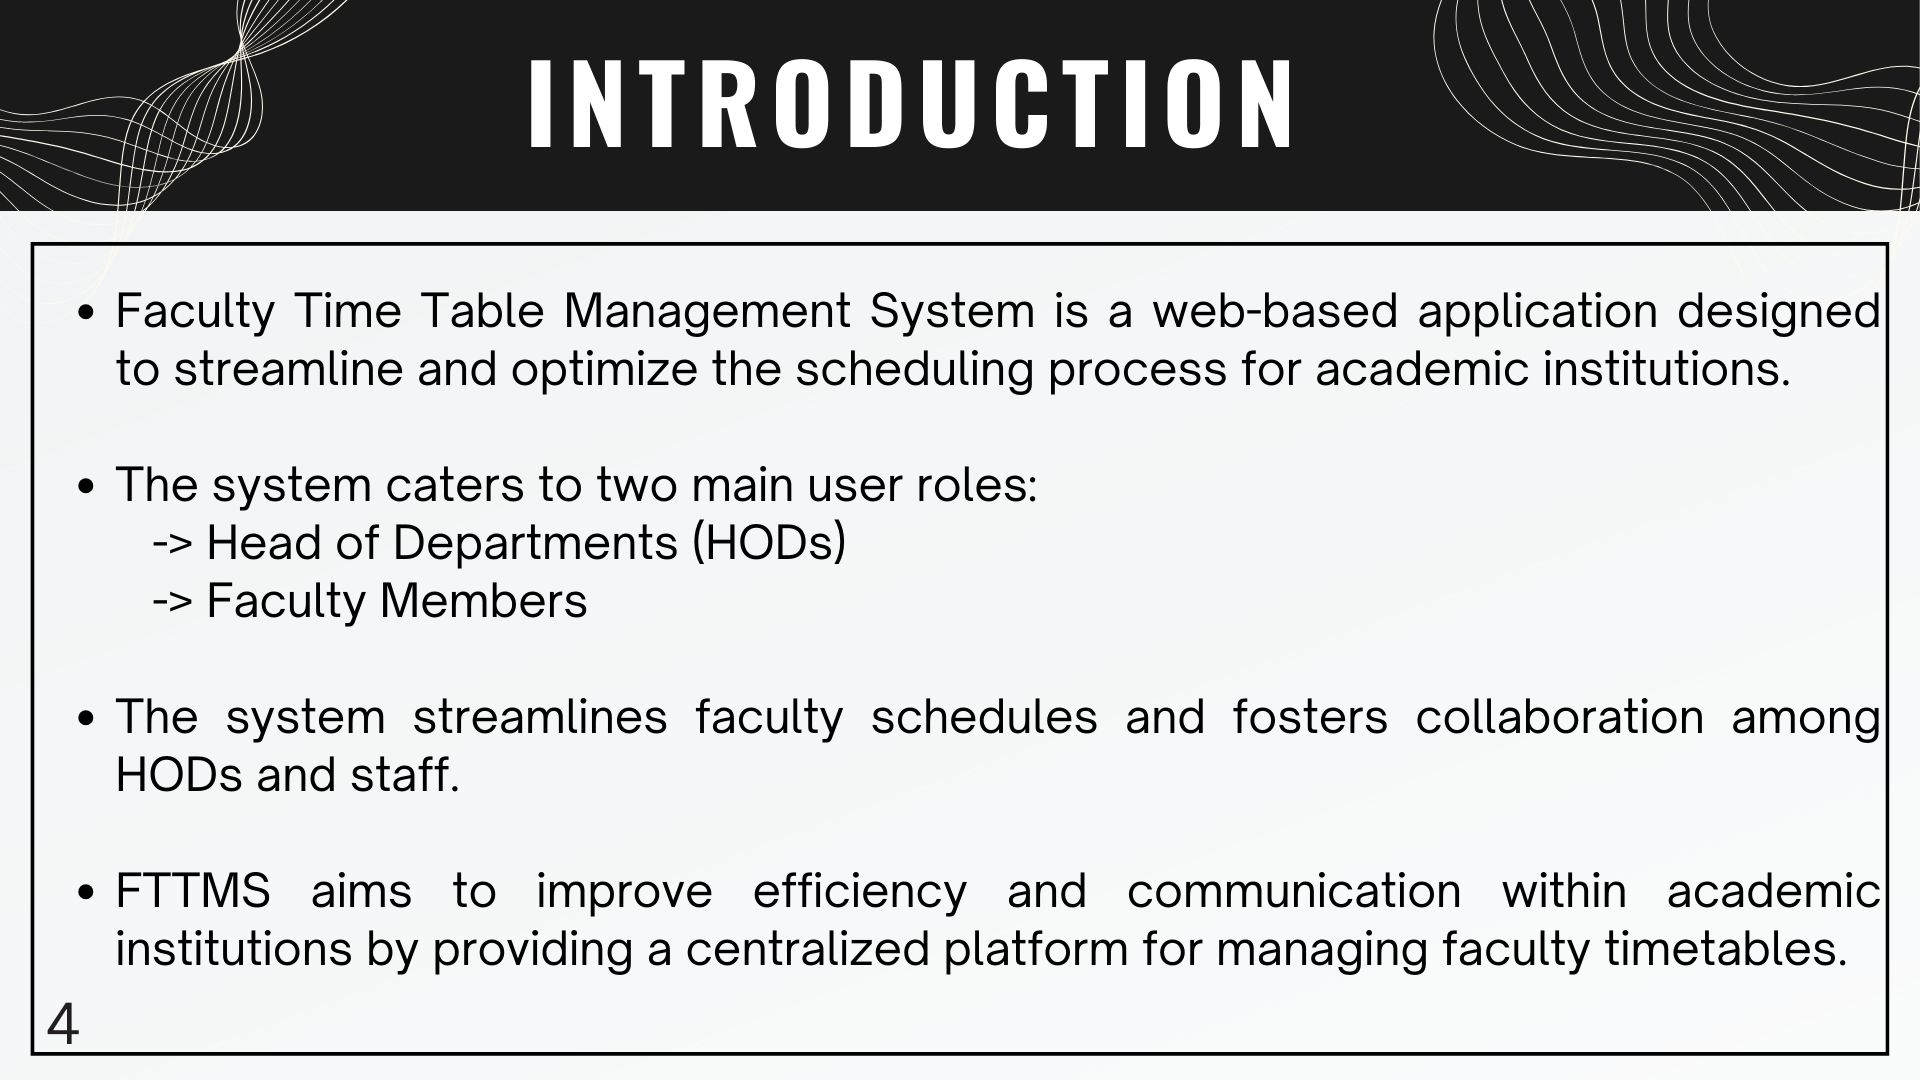 INTRODUCTION
• Faculty Time Table Management System is a web-based application designed
to streamline and optimize the scheduling process for academic institutions.
• The system caters to two main user roles:
-> Head of Departments (HODs)
-> Faculty Members
• The system streamlines faculty schedules and fosters collaboration among
HODs and staff.
• FTTMS aims to improve efficiency and communication within academic
institutions by providing a centralized platform for managing faculty timetables.
4